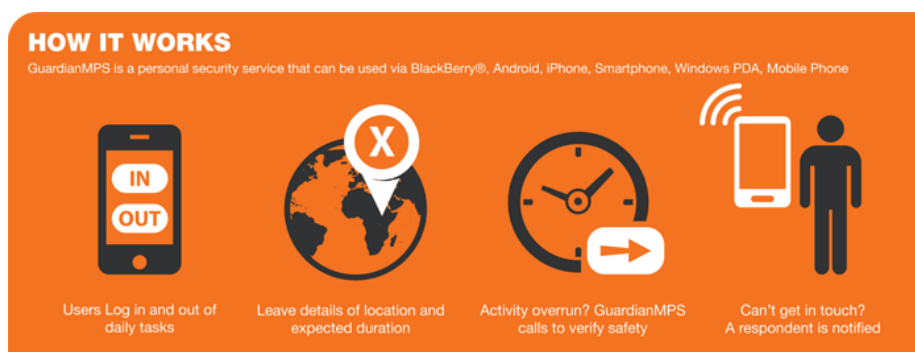 HOW IT WORKS
GuardianMPS is a personal security service that can be used via BlackBerry®, Android, iPhone, Smartphone, Windows PDA, Mobile Phone
IN
OUT
X
Users Log in and out of
daily tasks
Leave details of location and
expected duration
Activity overrun? GuardianMPS
calls to verify safety
Can't get in touch?
A respondent is notified